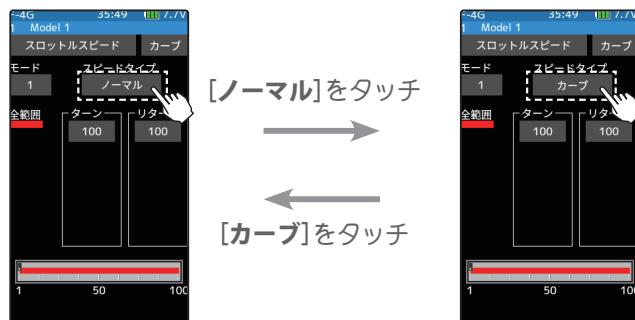 -4G 35:49 7.7V
1 Model 1
スロットルスピード カーブ
モード スピードタイプ
1 ノーマル
全範囲 ターン リター
100 100
1 50 100
[ノーマル]をタッチ
[カーブ]をタッチ
-4G 35:49 7.7V
1 Model 1
スロットルスピード カーブ
モード スピードタイプ
1 カーブ
全範囲 ターン リター
100 100
1 50 100